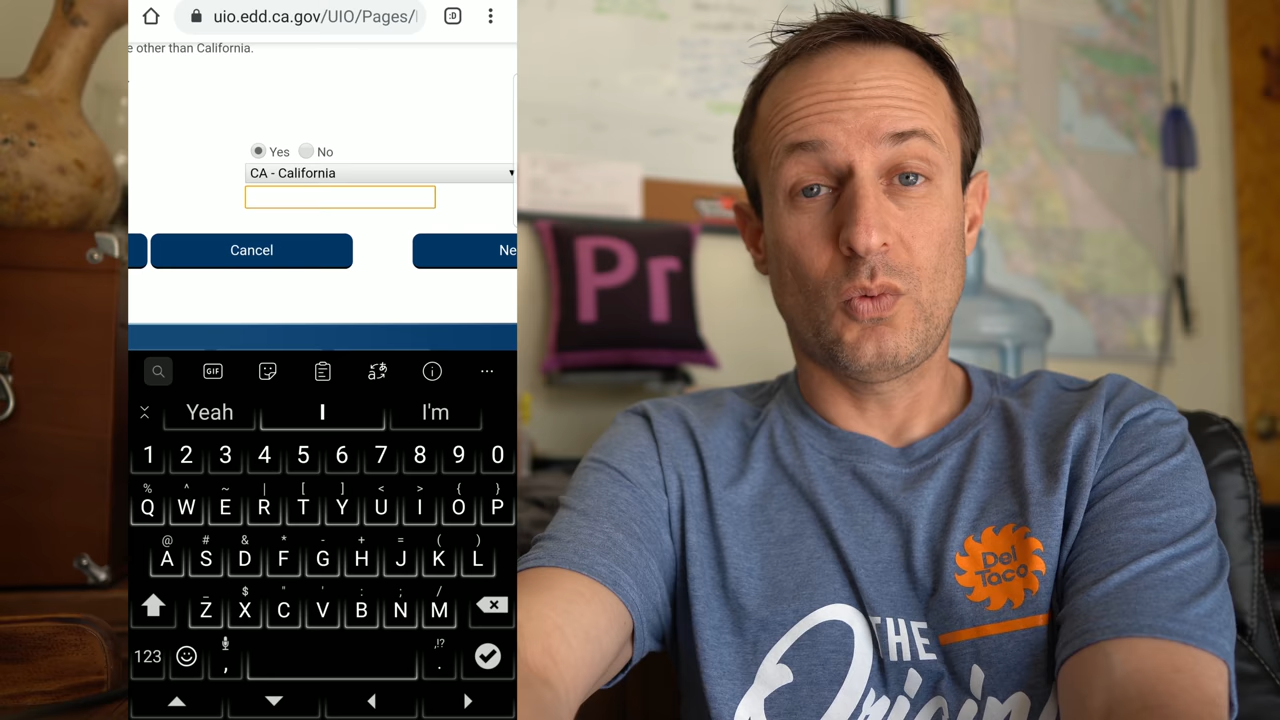 uio.edd.ca.gov/UIO/Pages/
:D
e other than California.
Yes No
CA - California
Cancel
Ne
GIF
Yeah I I'm
1 2 3 4 5 6 7 8 9 0
% ^ ~ | [ ] < > { }
Q W E R T Y U I O P
@ # & * - + = ( )
A S D F G H J K L
_ $ " ' : ; /
Z X C V B N M
,!?
123 , .
Pr
Del
Taco
THE
Origin